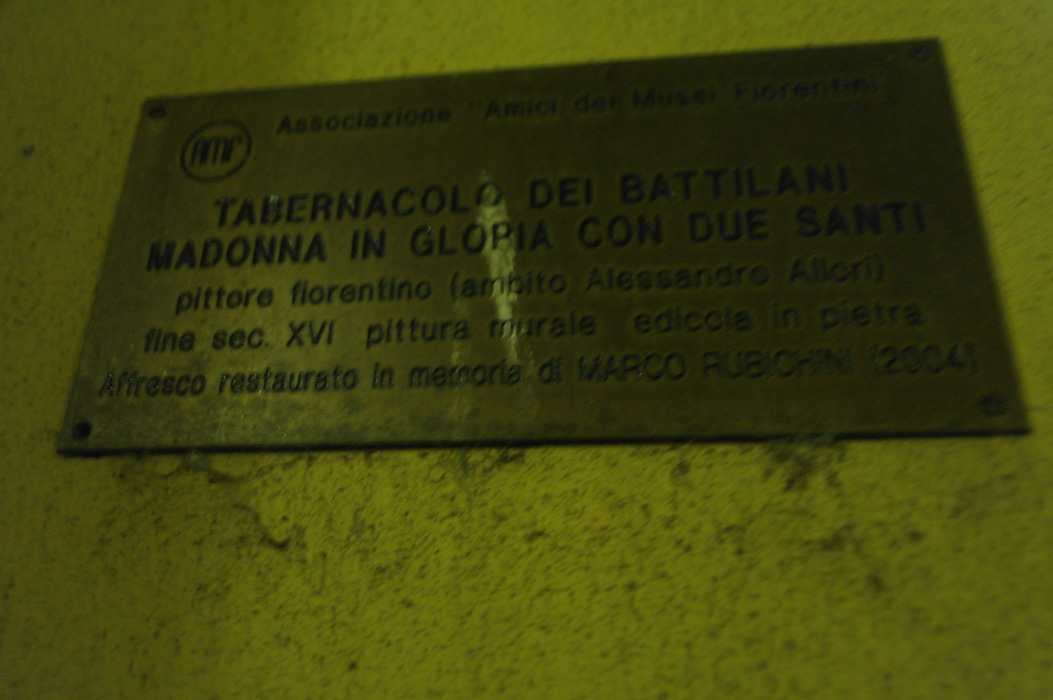 Associazione "Amici dei Musei Fiorentini"
AMF
TABERNACOLO DEI BATTILANI
MADONNA IN GLORIA CON DUE SANTI
pittore fiorentino (ambito Alessandro Allori)
fine sec. XVI pittura murale edicola in pietra
Affresco restaurato in memoria di MARCO RUBICHINI (2004)